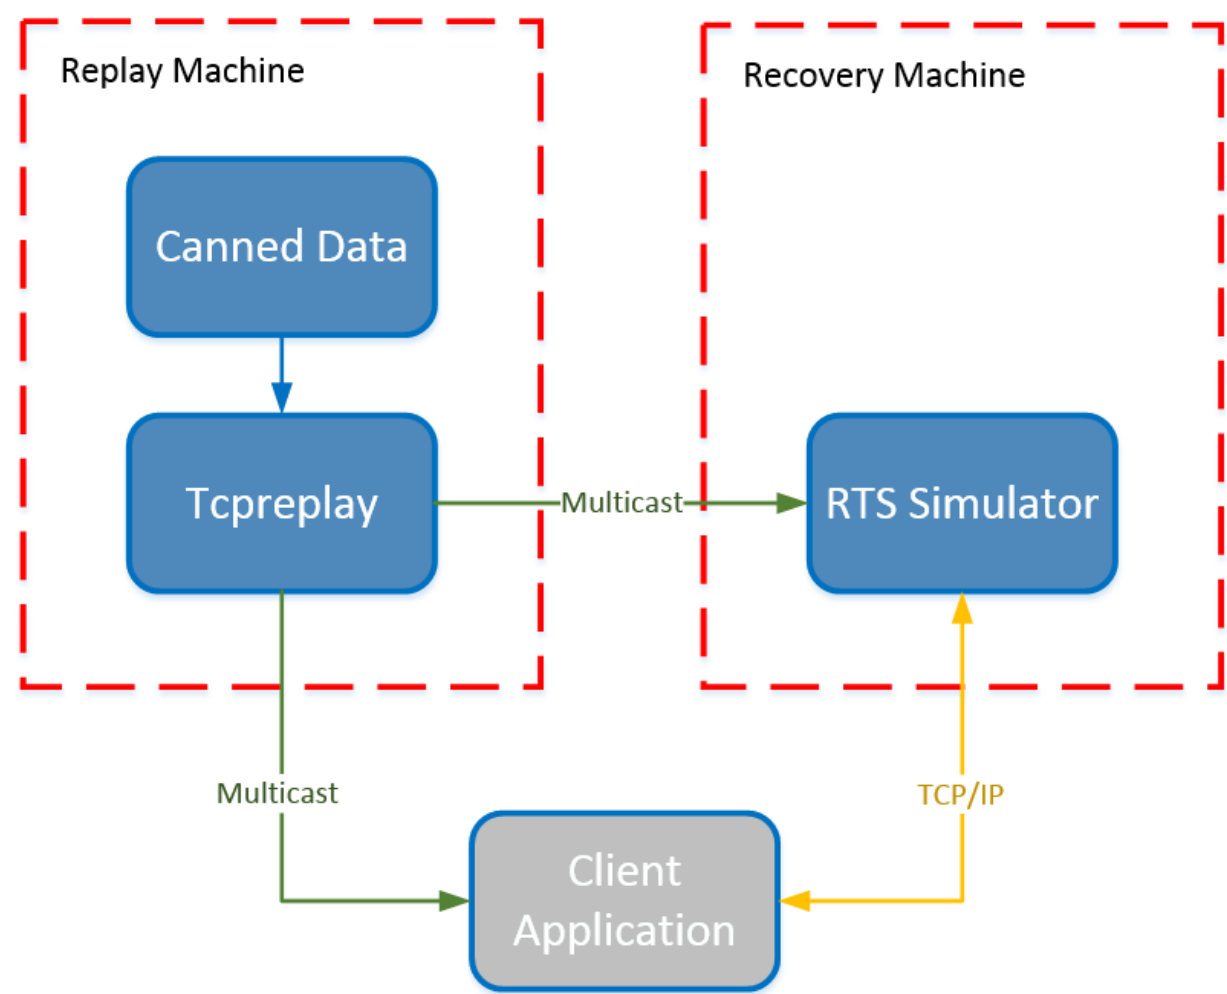 Replay Machine
Recovery Machine
Canned Data
Tcpreplay
Multicast
RTS Simulator
Multicast
TCP/IP
Client
Application